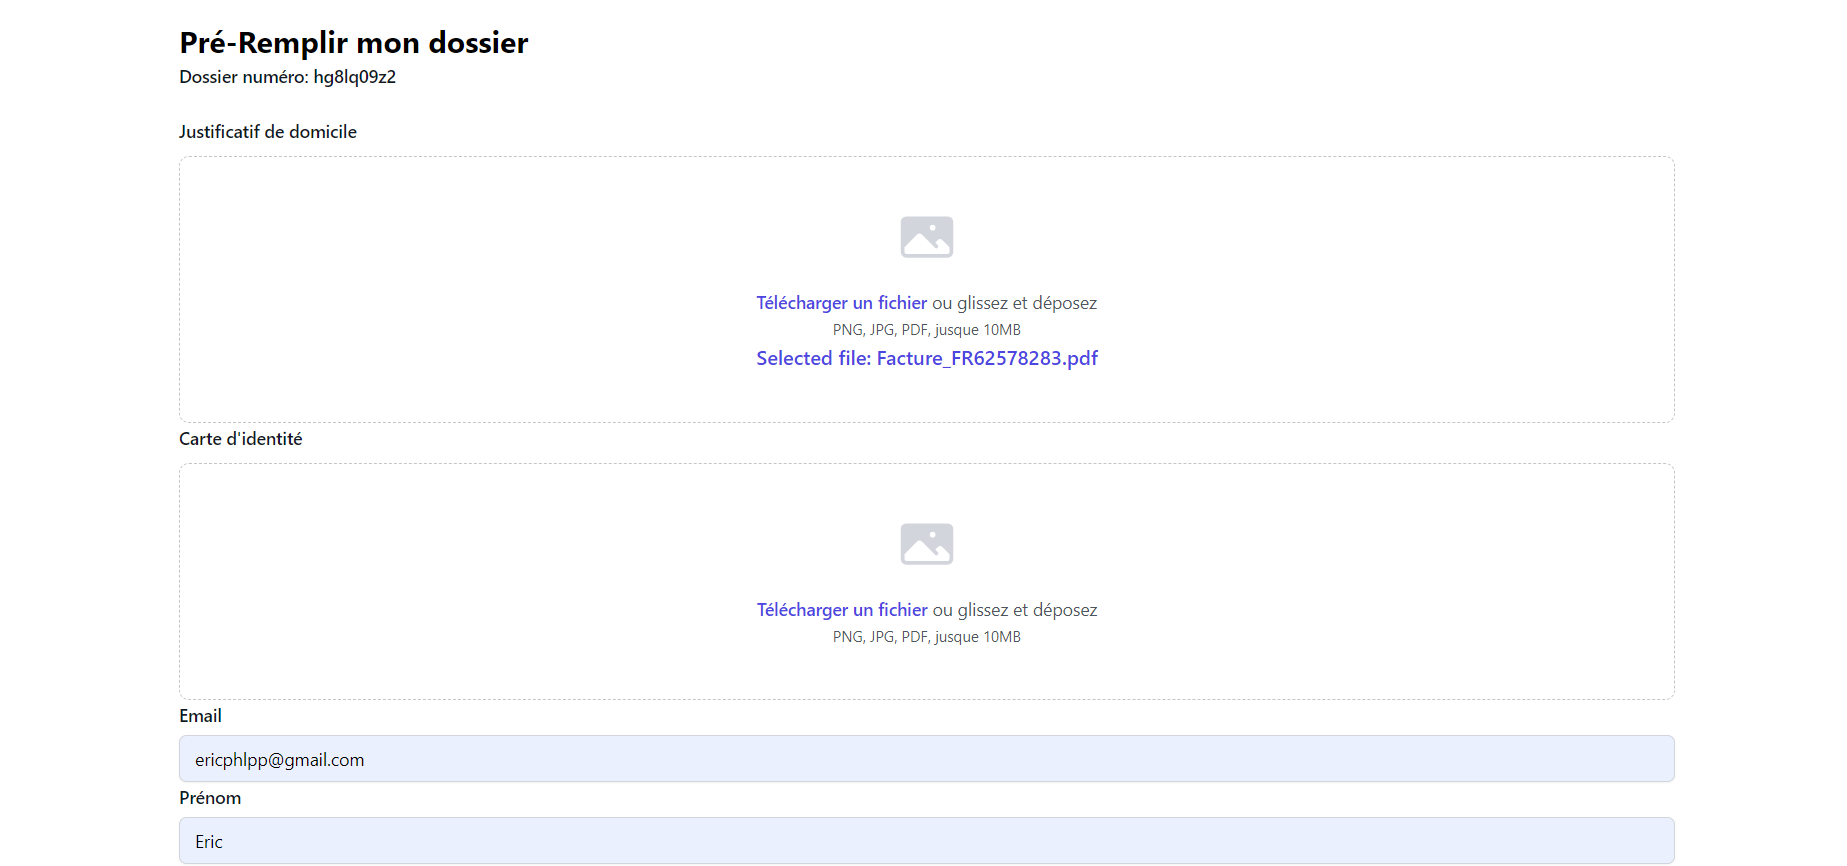 Pré-Remplir mon dossier
Dossier numéro: hg8lq09z2
Justificatif de domicile
Télécharger un fichier ou glissez et déposez
PNG, JPG, PDF, jusque 10MB
Selected file: Facture_FR62578283.pdf
Carte d'identité
Télécharger un fichier ou glissez et déposez
PNG, JPG, PDF, jusque 10MB
Email
ericphlpp@gmail.com
Prénom
Eric